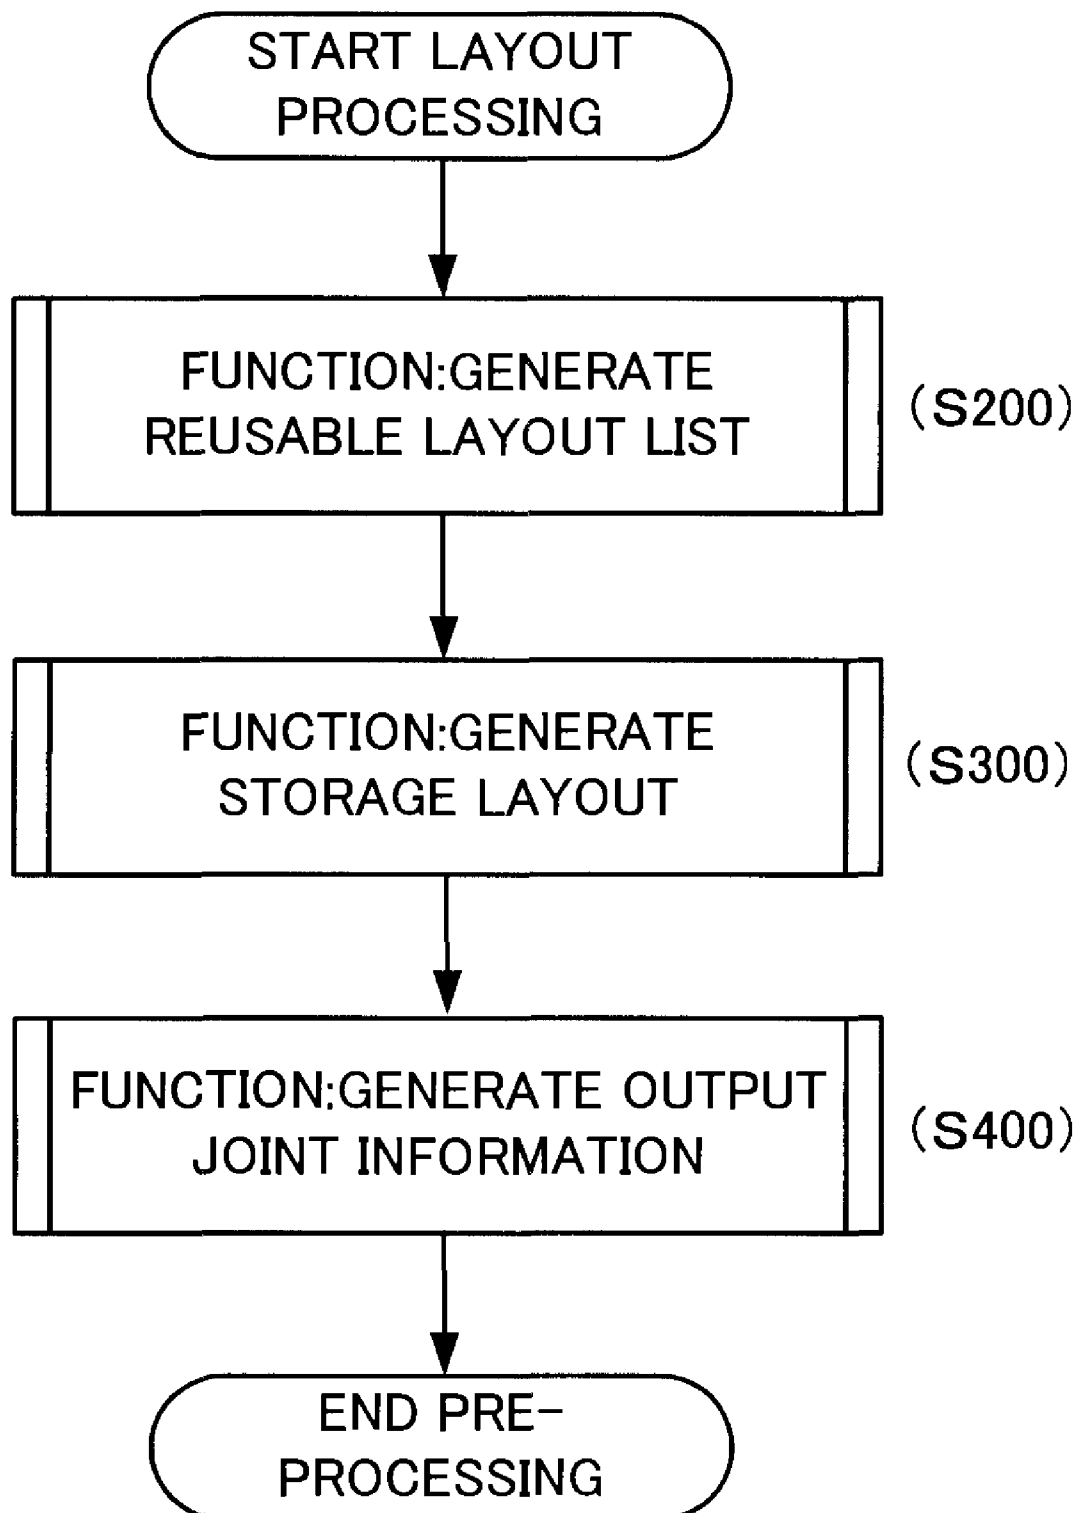 START LAYOUT
PROCESSING
FUNCTION:GENERATE
REUSABLE LAYOUT LIST
(S200)
FUNCTION:GENERATE
STORAGE LAYOUT
(S300)
FUNCTION:GENERATE OUTPUT
JOINT INFORMATION
(S400)
END PRE-
PROCESSING